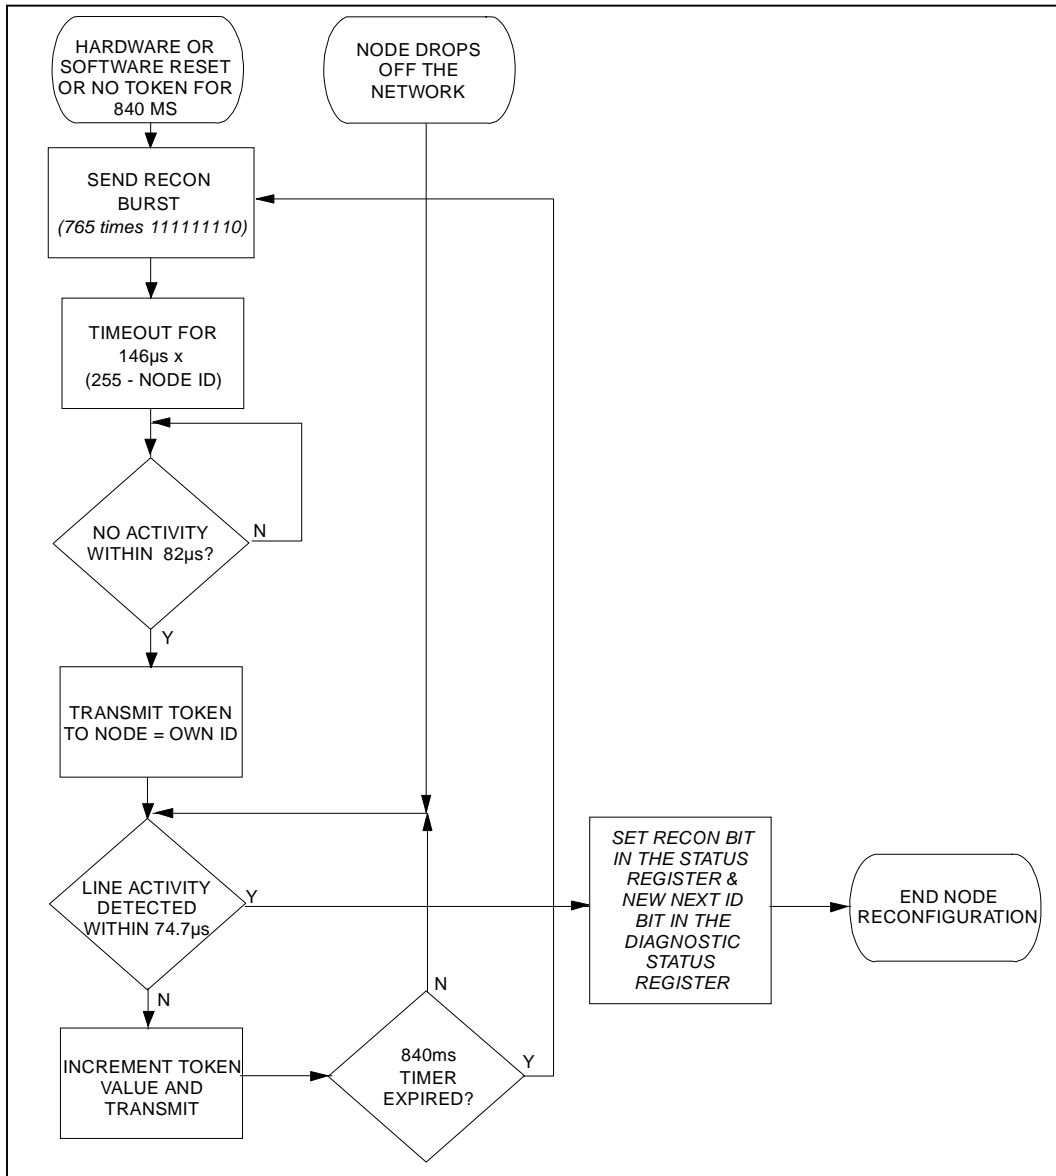 HARDWARE OR
SOFTWARE RESET
OR NO TOKEN FOR
840 MS
NODE DROPS
OFF THE
NETWORK
SEND RECON
BURST
(765 times 111111110)
TIMEOUT FOR
146µs x
(255 - NODE ID)
NO ACTIVITY
WITHIN 82µs?
N
Y
TRANSMIT TOKEN
TO NODE = OWN ID
LINE ACTIVITY
DETECTED
WITHIN 74.7µs
Y
N
SET RECON BIT
IN THE STATUS
REGISTER &
NEW NEXT ID
BIT IN THE
DIAGNOSTIC
STATUS
REGISTER
END NODE
RECONFIGURATION
INCREMENT TOKEN
VALUE AND
TRANSMIT
840ms
TIMER
EXPIRED?
N
Y